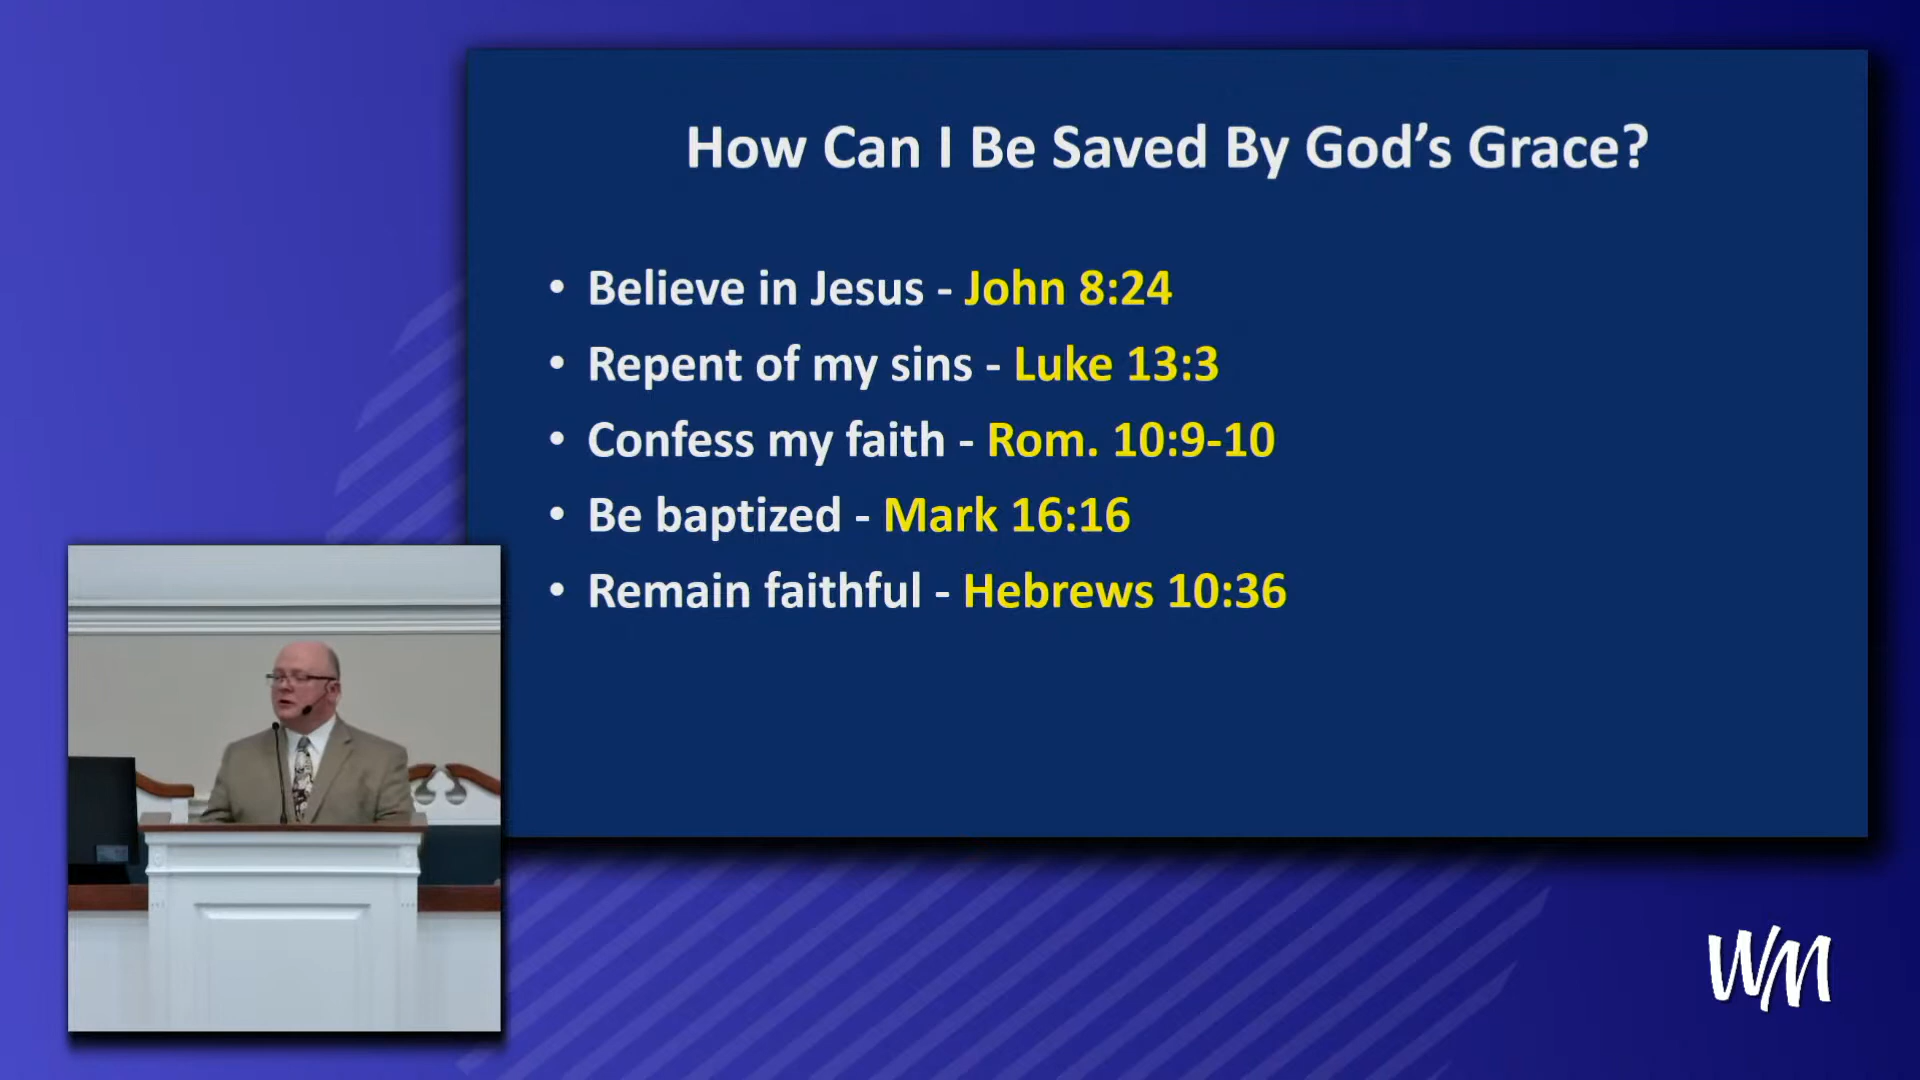 How Can I Be Saved By God’s Grace?
• Believe in Jesus - John 8:24
• Repent of my sins - Luke 13:3
• Confess my faith - Rom. 10:9-10
• Be baptized - Mark 16:16
• Remain faithful - Hebrews 10:36
WM